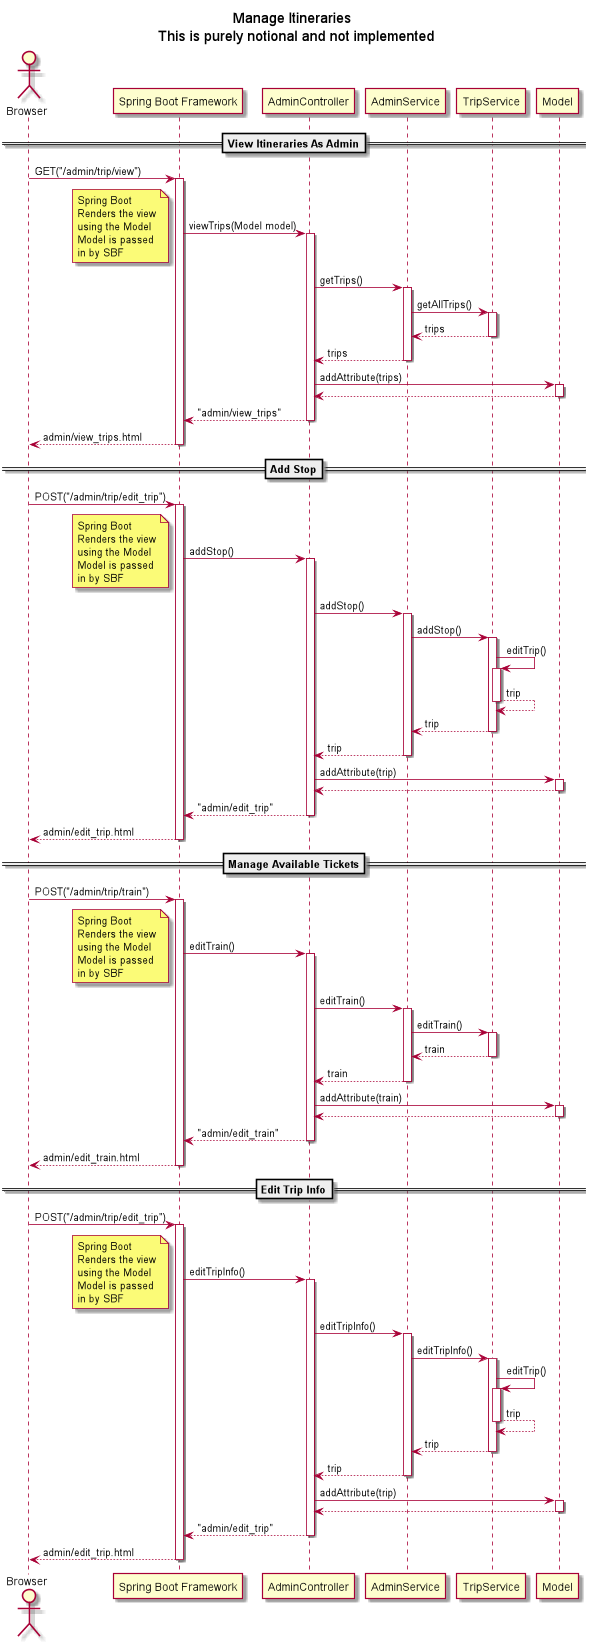 Manage Itineraries
This is purely notional and not implemented
Browser
Spring Boot Framework
AdminController
AdminService
TripService
Model
View Itineraries As Admin
GET("/admin/trip/view")
Spring Boot
Renders the view
using the Model
Model is passed
in by SBF
viewTrips(Model model)
getTrips()
getAllTrips()
trips
trips
addAttribute(trips)
"admin/view_trips"
admin/view_trips.html
Add Stop
POST("/admin/trip/edit_trip")
Spring Boot
Renders the view
using the Model
Model is passed
in by SBF
addStop()
addStop()
addStop()
editTrip()
trip
trip
trip
addAttribute(trip)
"admin/edit_trip"
admin/edit_trip.html
Manage Available Tickets
POST("/admin/trip/train")
Spring Boot
Renders the view
using the Model
Model is passed
in by SBF
editTrain()
editTrain()
editTrain()
train
train
addAttribute(train)
"admin/edit_train"
admin/edit_train.html
Edit Trip Info
POST("/admin/trip/edit_trip")
Spring Boot
Renders the view
using the Model
Model is passed
in by SBF
editTripInfo()
editTripInfo()
editTripInfo()
editTrip()
trip
trip
trip
addAttribute(trip)
"admin/edit_trip"
admin/edit_trip.html
Browser
Spring Boot Framework
AdminController
AdminService
TripService
Model